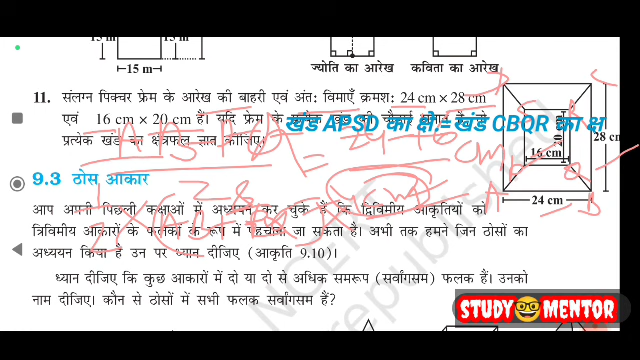 15 m
15 m
15 m
ज्योति का आरेख
कविता का आरेख
11. संलग्न पिक्चर फ्रेम के आरेख की बाहरी एवं अंतः विमाएँ क्रमशः 24 cm × 28 cm
एवं 16 cm × 20 cm हैं। यदि फ्रेम के
खंड APSD का क्ष.= खंड CBQR का क्ष
प्रत्येक खंड का क्षेत्रफल ज्ञात कीजिए।
16 cm
28 cm
24 cm
9.3 ठोस आकार
आप अपनी पिछली कक्षाओं में अध्ययन कर चुके हैं कि द्विविमीय आकृतियों को
त्रिविमीय आकारों के फलकों के रूप में पहचाना जा सकता है। अभी तक हमने जिन ठोसों का
अध्ययन किया है उन पर ध्यान दीजिए (आकृति 9.10)।
ध्यान दीजिए कि कुछ आकारों में दो या दो से अधिक समरूप (सर्वांगसम) फलक हैं। उनको
नाम दीजिए। कौन से ठोसों में सभी फलक सर्वांगसम हैं?
STUDY MENTOR